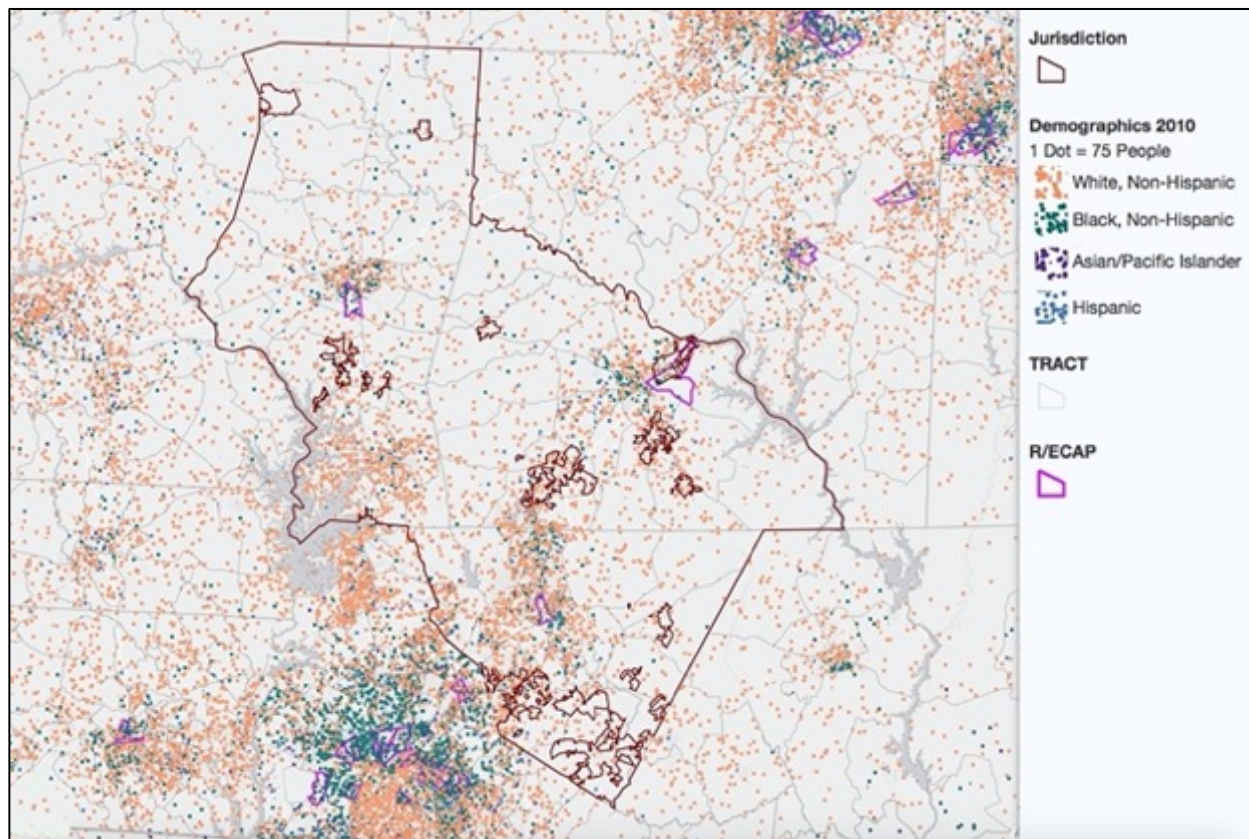 Jurisdiction
Demographics 2010
1 Dot = 75 People
White, Non-Hispanic
Black, Non-Hispanic
Asian/Pacific Islander
Hispanic
TRACT
R/ECAP